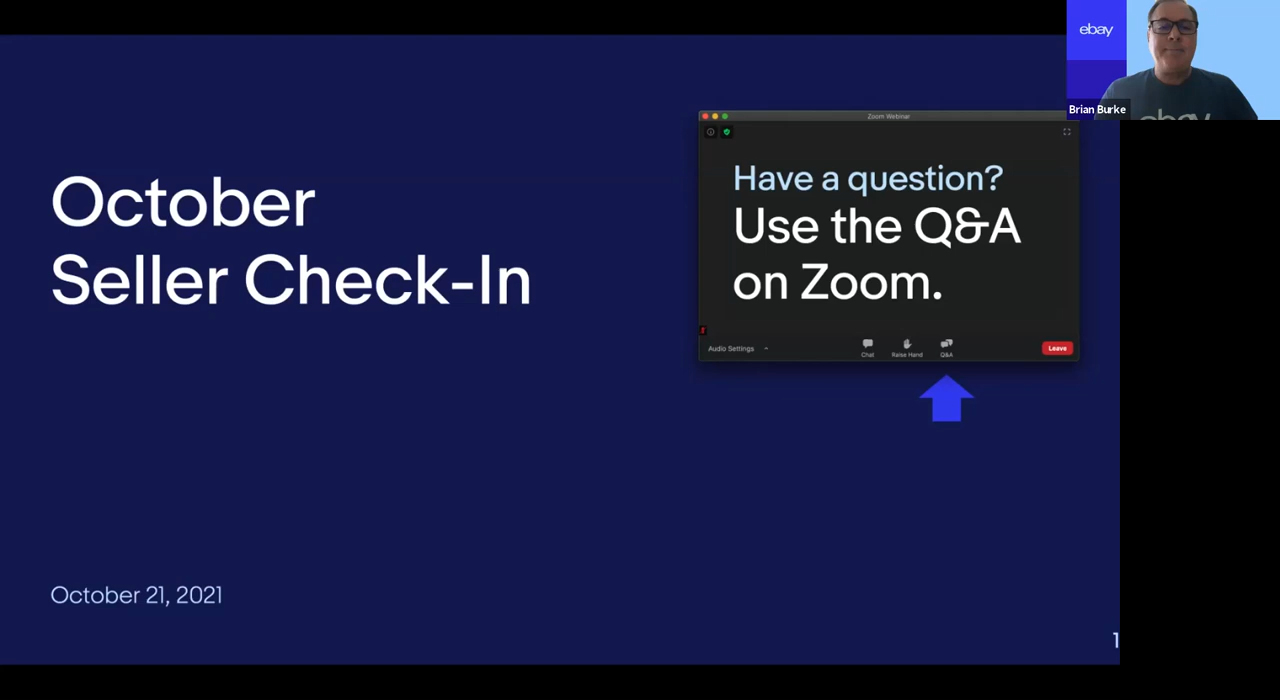 ebay
Brian Burke
ebay
October
Seller Check-In
Zoom Webinar
Have a question?
Use the Q&A
on Zoom.
Audio Settings
Chat
Raise Hand
Q&A
Leave
October 21, 2021
1